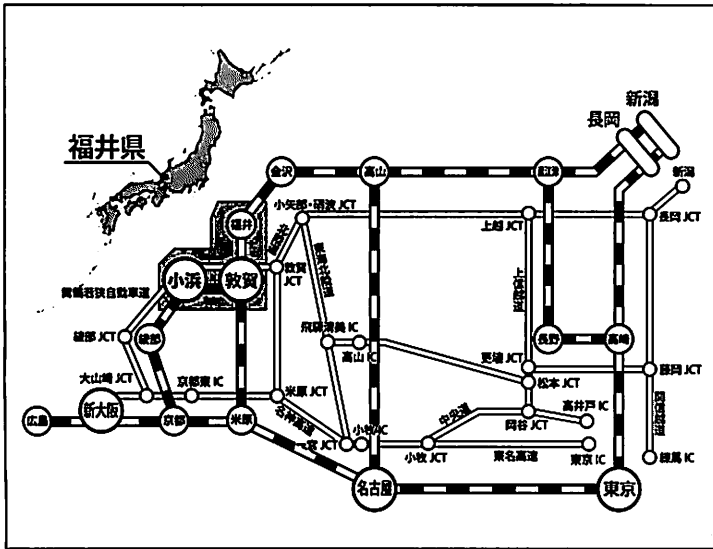 新潟
長岡
福井県
金沢
高山
新潟
小矢部・砺波 JCT
上越 JCT
長岡 JCT
福井
小浜
敦賀
敦賀
JCT
舞鶴若狭自動車道
飛騨清美 IC
高山 IC
綾部 JCT
綾部
長野
高崎
更埴 JCT
藤岡 JCT
松本 JCT
大山崎 JCT
京都東 IC
米原 JCT
中央道
高井戸 IC
岡谷 JCT
新大阪
名神高速
広島
京都
米原
一宮 JCT
小牧 IC
小牧 JCT
東名高速
東京 IC
練馬 IC
名古屋
東京